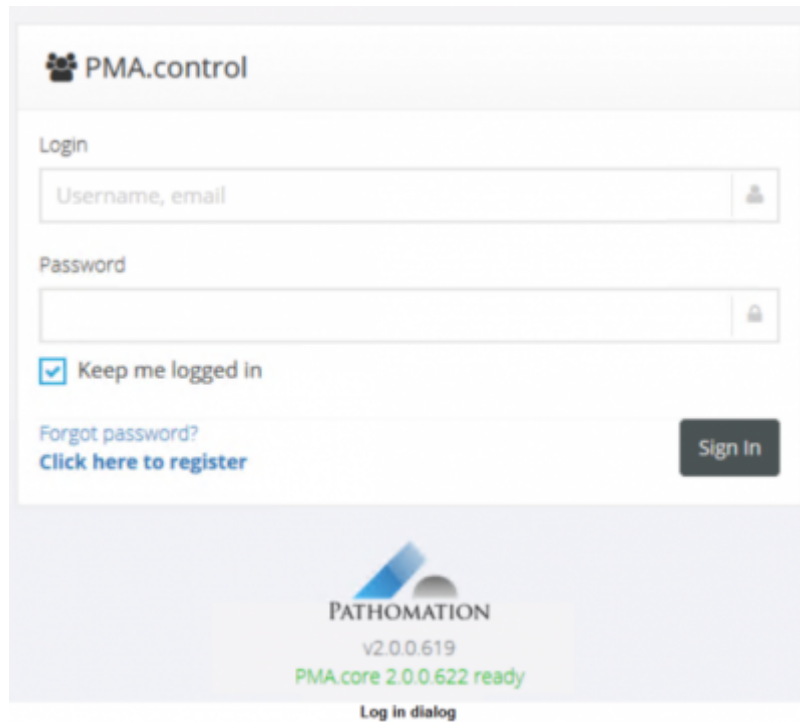 PMA.control
Login
Username, email
Password
Keep me logged in
Forgot password?
Click here to register
Sign In
PATHOMATION
v2.0.0.619
PMA.core 2.0.0.622 ready
Log in dialog